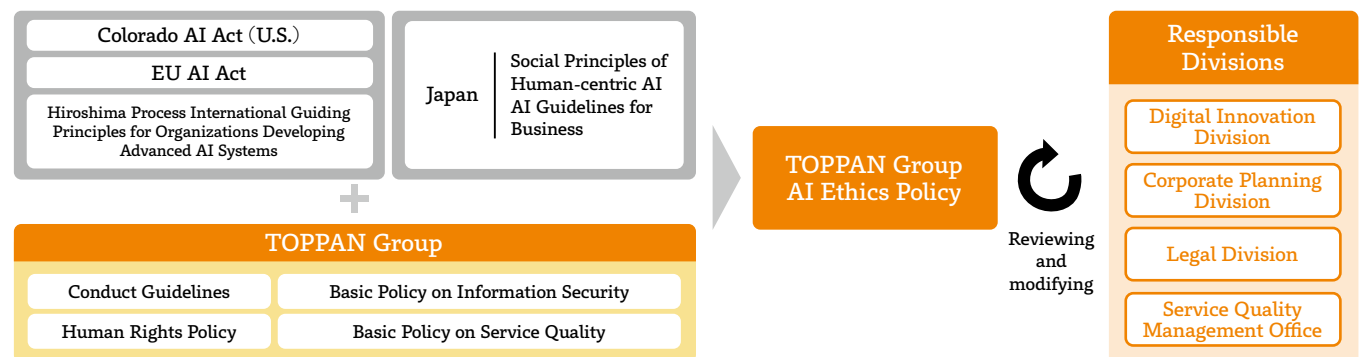 Colorado AI Act (U.S.)
EU AI Act
Hiroshima Process International Guiding
Principles for Organizations Developing
Advanced AI Systems
Japan
Social Principles of
Human-centric AI
AI Guidelines for
Business
TOPPAN Group
Conduct Guidelines
Basic Policy on Information Security
Human Rights Policy
Basic Policy on Service Quality
TOPPAN Group
AI Ethics Policy
Reviewing
and
modifying
Responsible
Divisions
Digital Innovation
Division
Corporate Planning
Division
Legal Division
Service Quality
Management Office